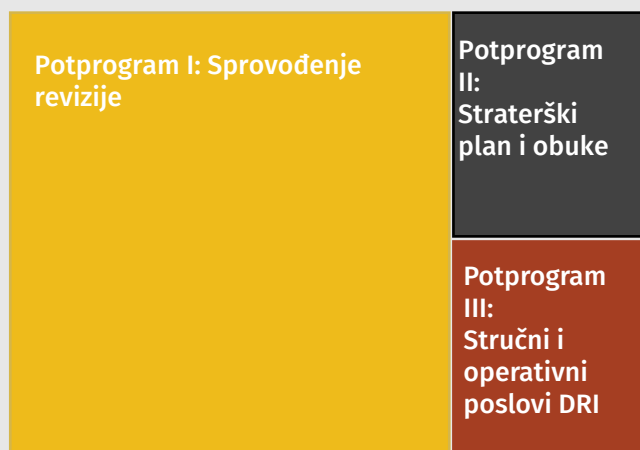 Potprogram I: Sprovođenje
revizije
Potprogram
II:
Straterški
plan i obuke
Potprogram
III:
Stručni i
operativni
poslovi DRI